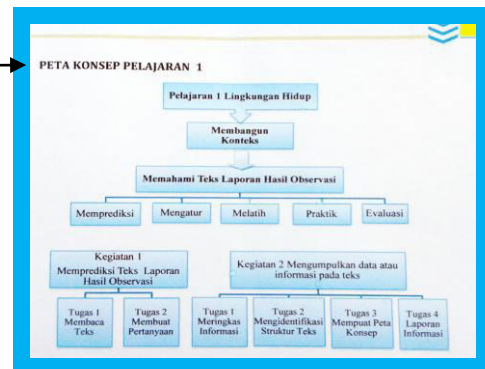 PETA KONSEP PELAJARAN 1
Pelajaran 1 Lingkungan Hidup
Membangun
Konteks
Memahami Teks Laporan Hasil Observasi
Memprediksi
Mengatur
Melatih
Praktik
Evaluasi
Kegiatan 1
Memprediksi Teks Laporan
Hasil Observasi
Tugas 1
Membaca
Teks
Tugas 2
Membuat
Pertanyaan
Kegiatan 2 Mengumpulkan data atau
informasi pada teks
Tugas 1
Meringkas
Informasi
Tugas 2
Mengidentifikasi
Struktur Teks
Tugas 3
Mempuat Peta
Konsep
Tugas 4
Laporan
Informasi